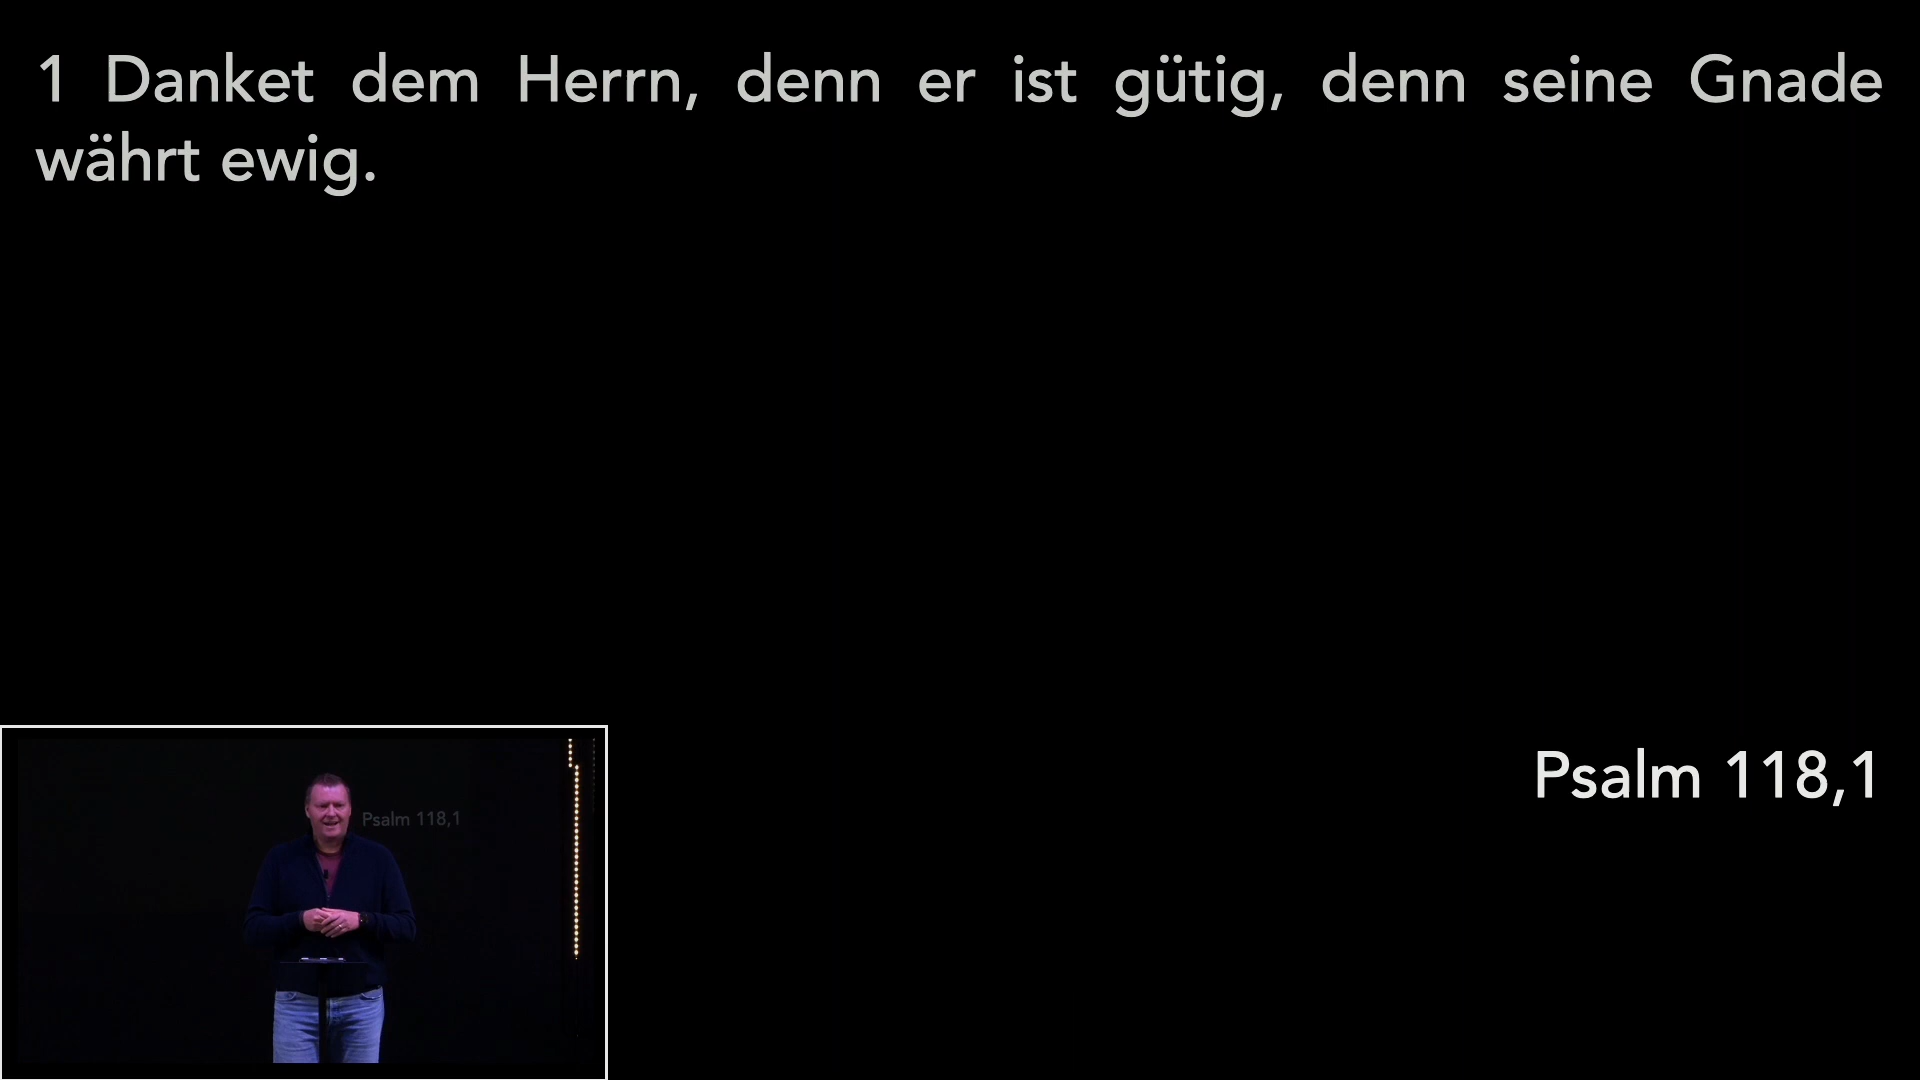 1 Danket dem Herrn, denn er ist gütig, denn seine Gnade
währt ewig.
Psalm 118,1
Psalm 118,1